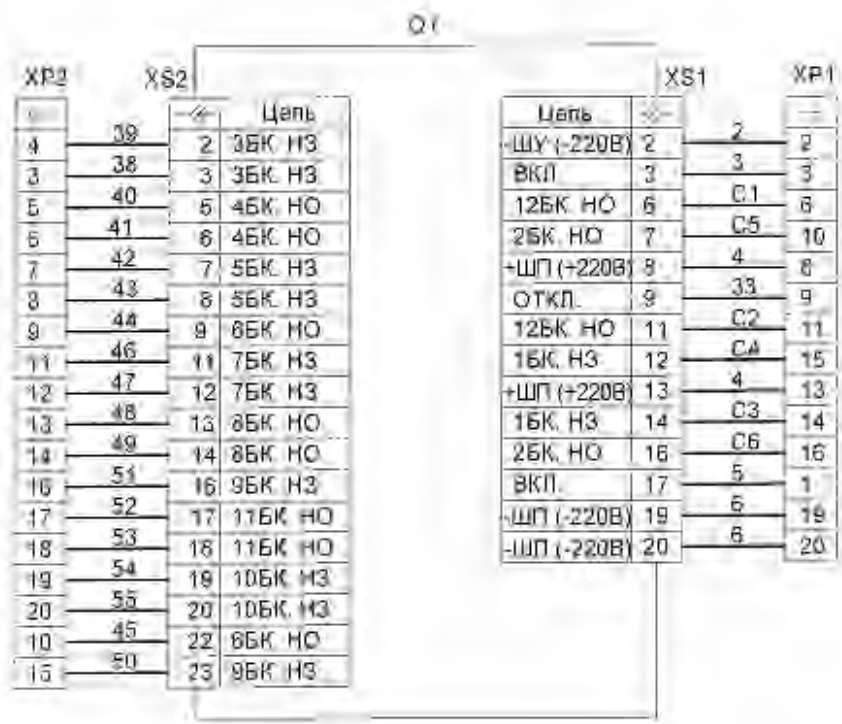 Q1
XP2 XS2
Цепь
4 39 2 3БК. НЗ
3 38 3 3БК. НЗ
5 40 5 4БК. НО
6 41 6 4БК. НО
7 42 7 5БК. НЗ
8 43 8 5БК. НЗ
9 44 9 6БК. НО
11 46 11 7БК. НЗ
12 47 12 7БК. НЗ
13 48 13 8БК. НО
14 49 14 8БК. НО
16 51 16 9БК. НЗ
17 52 17 11БК. НО
18 53 18 11БК. НО
19 54 19 10БК. НЗ
20 55 20 10БК. НЗ
10 45 22 6БК. НО
15 50 23 9БК. НЗ
XS1 XP1
Цепь
-ШУ (-220В) 2 2 2
ВКЛ. 3 3 3
12БК. НО 6 C1 6
2БК. НО 7 C5 10
+ШП (+220В) 8 4 8
ОТКЛ. 9 33 9
12БК. НО 11 C2 11
1БК. НЗ 12 C4 15
+ШП (+220В) 13 4 13
1БК. НЗ 14 C3 14
2БК. НО 16 C6 16
ВКЛ. 17 5 1
-ШП (-220В) 19 6 19
-ШП (-220В) 20 6 20